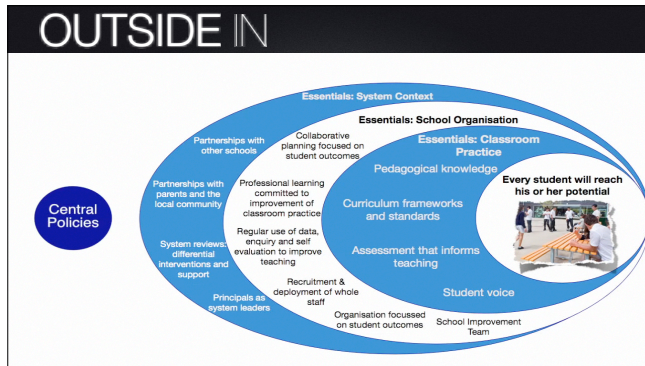 OUTSIDE IN
Essentials: System Context
Essentials: School Organisation
Essentials: Classroom
Practice
Every student will reach
his or her potential
Central
Policies
Partnerships with
other schools
Partnerships with
parents and the
local community
System reviews:
differential
interventions and
support
Principals as
system leaders
Collaborative
planning focused on
student outcomes
Professional learning
committed to
improvement of
classroom practice
Regular use of data,
enquiry and self
evaluation to improve
teaching
Recruitment &
deployment of whole
staff
Organisation focussed
on student outcomes
School Improvement
Team
Pedagogical knowledge
Curriculum frameworks
and standards
Assessment that informs
teaching
Student voice